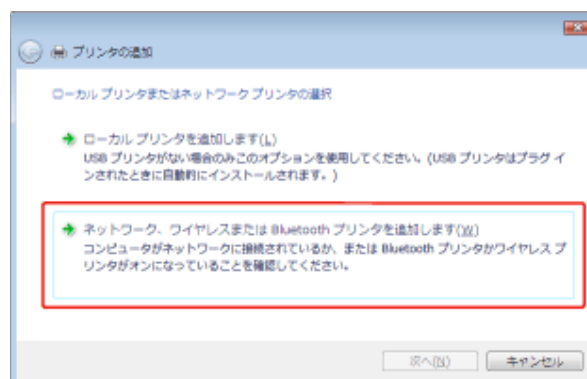 プリンタの追加
ローカル プリンタまたはネットワーク プリンタの選択
ローカル プリンタを追加します(L)
USB プリンタがない場合のみこのオプションを使用してください。(USB プリンタはプラグ イ
ンされたときに自動的にインストールされます。)
ネットワーク、ワイヤレスまたは Bluetooth プリンタを追加します(W)
コンピュータがネットワークに接続されているか、または Bluetooth プリンタかワイヤレス プ
リンタがオンになっていることを確認してください。
次へ(N)
キャンセル